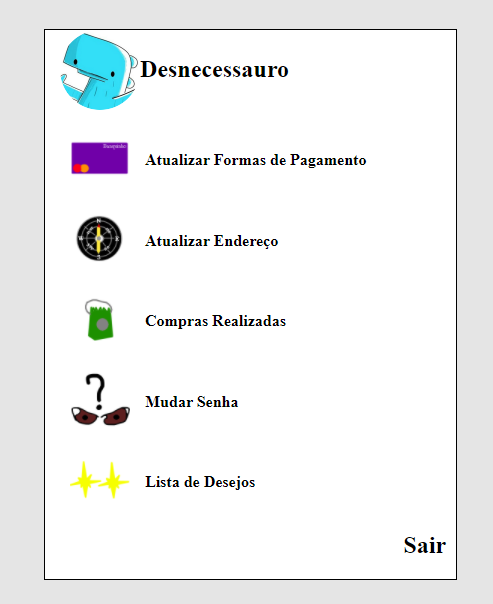 Desnecessauro
Atualizar Formas de Pagamento
Atualizar Endereço
Compras Realizadas
Mudar Senha
?
Lista de Desejos
Sair